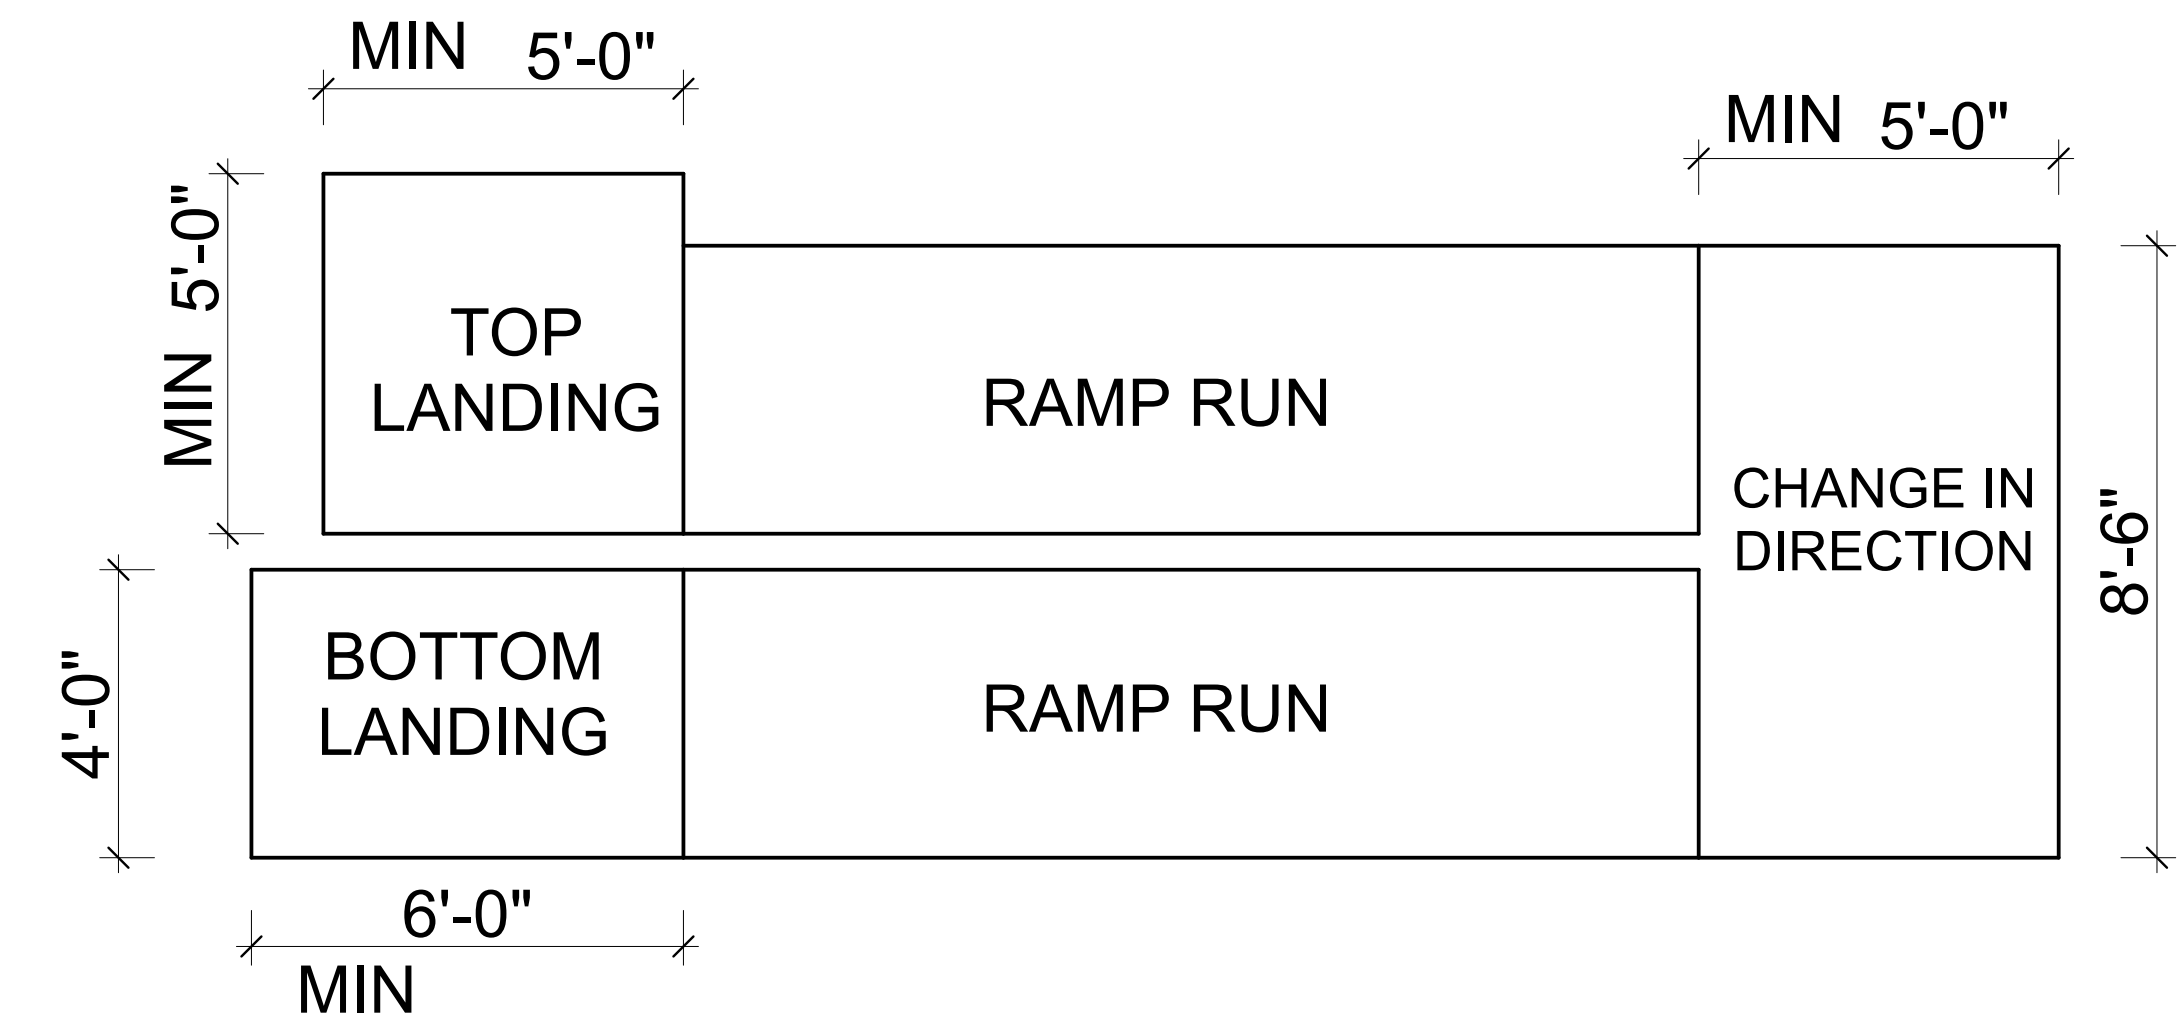 MIN 5'-0"
MIN 5'-0"
MIN 5'-0"
TOP
LANDING
RAMP RUN
CHANGE IN
DIRECTION
8'-6"
4'-0"
BOTTOM
LANDING
RAMP RUN
6'-0"
MIN